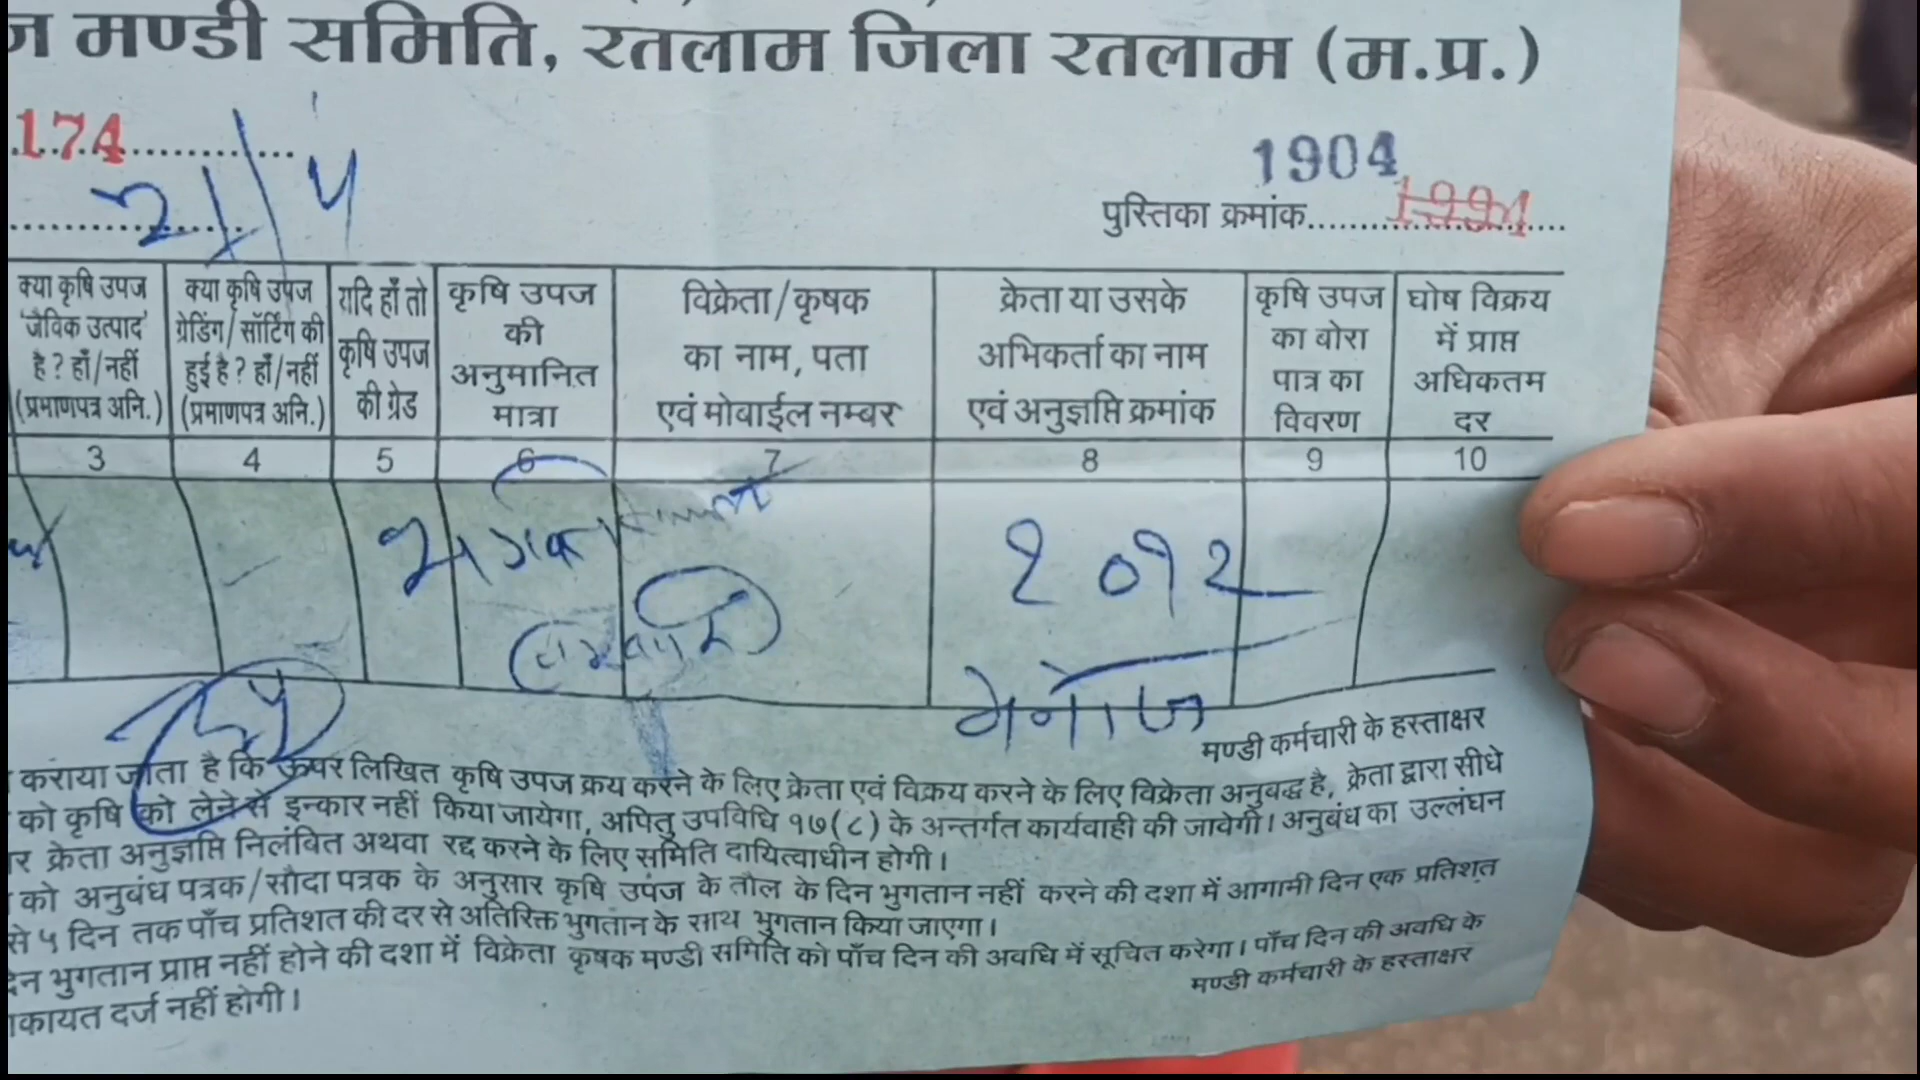 ज मण्डी समिति, रतलाम जिला रतलाम (म.प्र.)
174
1904
पुस्तिका क्रमांक 1994
क्या कृषि उपज 'जैविक उत्पाद' है? हाँ/नहीं (प्रमाणपत्र अनि.)
क्या कृषि उपज ग्रेडिंग/सॉर्टिंग की हुई है? हाँ/नहीं (प्रमाणपत्र अनि.)
यदि हाँ तो कृषि उपज की ग्रेड
कृषि उपज की अनुमानित मात्रा
विक्रेता/कृषक का नाम, पता एवं मोबाईल नम्बर
क्रेता या उसके अभिकर्ता का नाम एवं अनुज्ञप्ति क्रमांक
कृषि उपज का बोरा पात्र का विवरण
घोष विक्रय में प्राप्त अधिकतम दर
3 4 5 6 7 8 9 10
मण्डी कर्मचारी के हस्ताक्षर
कराया जाता है कि ऊपर लिखित कृषि उपज क्रय करने के लिए क्रेता एवं विक्रय करने के लिए विक्रेता अनुबद्ध है, क्रेता द्वारा सीधे
को कृषि को लेने से इन्कार नहीं किया जायेगा, अपितु उपविधि १७(८) के अन्तर्गत कार्यवाही की जावेगी। अनुबंध का उल्लंघन
र क्रेता अनुज्ञप्ति निलंबित अथवा रद्द करने के लिए समिति दायित्वाधीन होगी।
को अनुबंध पत्रक/सौदा पत्रक के अनुसार कृषि उपज के तौल के दिन भुगतान नहीं करने की दशा में आगामी दिन एक प्रतिशत
से ५ दिन तक पाँच प्रतिशत की दर से अतिरिक्त भुगतान के साथ भुगतान किया जाएगा।
भुगतान प्राप्त नहीं होने की दशा में विक्रेता कृषक मण्डी समिति को पाँच दिन की अवधि में सूचित करेगा। पाँच दिन की अवधि के
दर्ज नहीं होगी।
मण्डी कर्मचारी के हस्ताक्षर